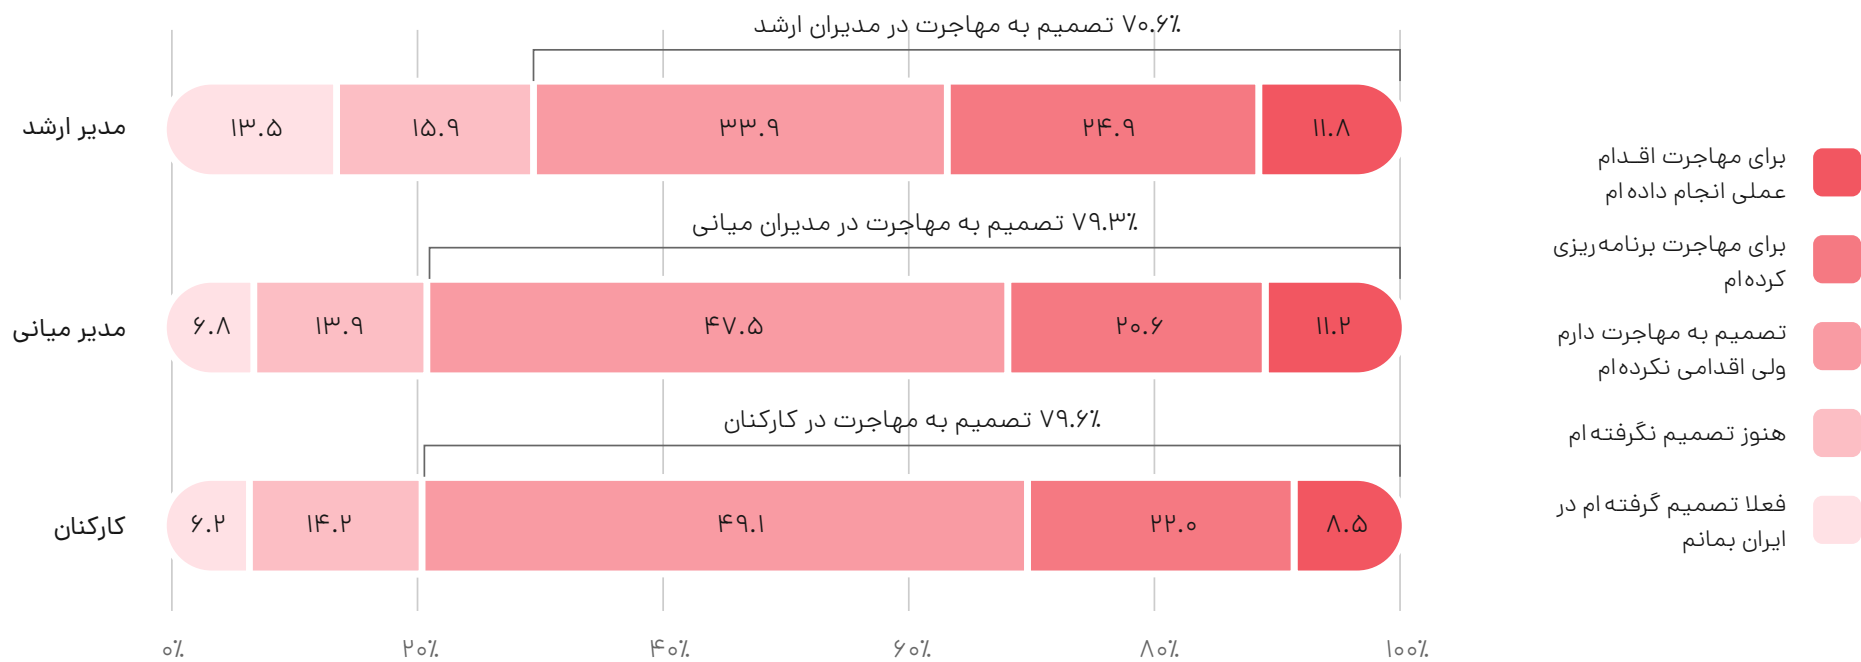 ۷۰.۶٪ تصمیم به مهاجرت در مدیران ارشد
مدیر ارشد
۱۳.۵
۱۵.۹
۳۳.۹
۲۴.۹
۱۱.۸
۷۹.۳٪ تصمیم به مهاجرت در مدیران میانی
مدیر میانی
۶.۸
۱۳.۹
۴۷.۵
۲۰.۶
۱۱.۲
۷۹.۶٪ تصمیم به مهاجرت در کارکنان
کارکنان
۶.۲
۱۴.۲
۴۹.۱
۲۲.۰
۸.۵
۰٪
۲۰٪
۴۰٪
۶۰٪
۸۰٪
۱۰۰٪
برای مهاجرت اقـدام
عملی انجام داده ام
برای مهاجرت برنامه‌ریزی
کرده‌ام
تصمیم به مهاجرت دارم
ولی اقدامی نکرده‌ام
هنوز تصمیم نگرفته ام
فعلا تصمیم گرفته ام در
ایران بمانم